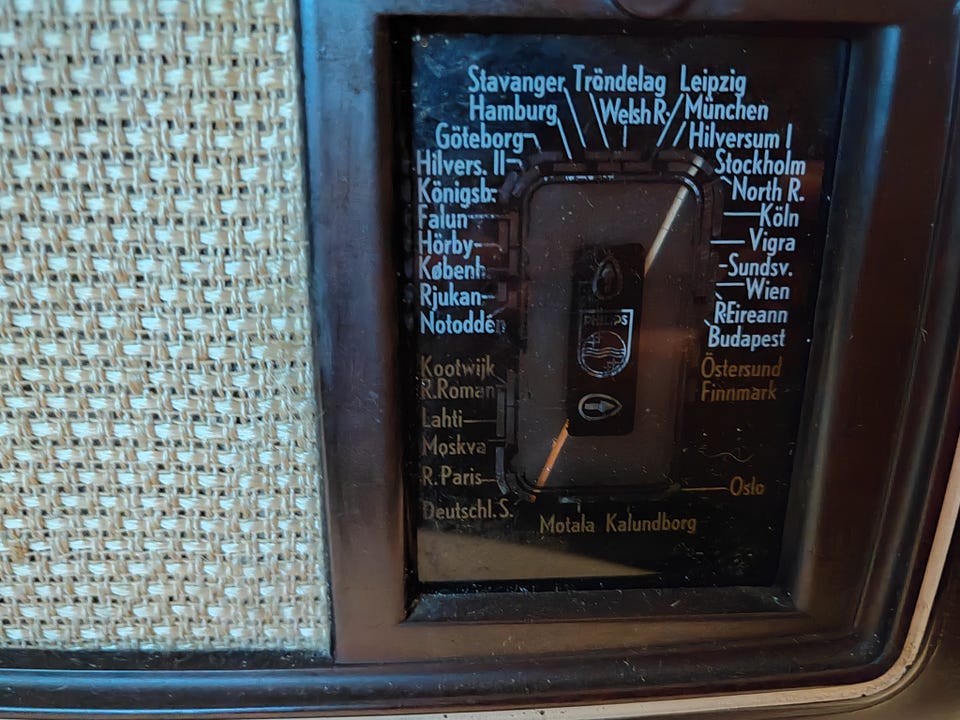 Stavanger Tröndelag Leipzig
Hamburg Welsh R. München
Göteborg Hilversum I
Hilvers. II Stockholm
Königsb. North R.
Falun Köln
Hörby Vigra
Københ. Sundsv.
Rjukan Wien
Notodden R.Eireann
Budapest
PHILIPS
Kootwijk Östersund
R.Roman Finnmark
Lahti
Moskva
R. Paris Oslo
Deutschl. S.
Motala Kalundborg